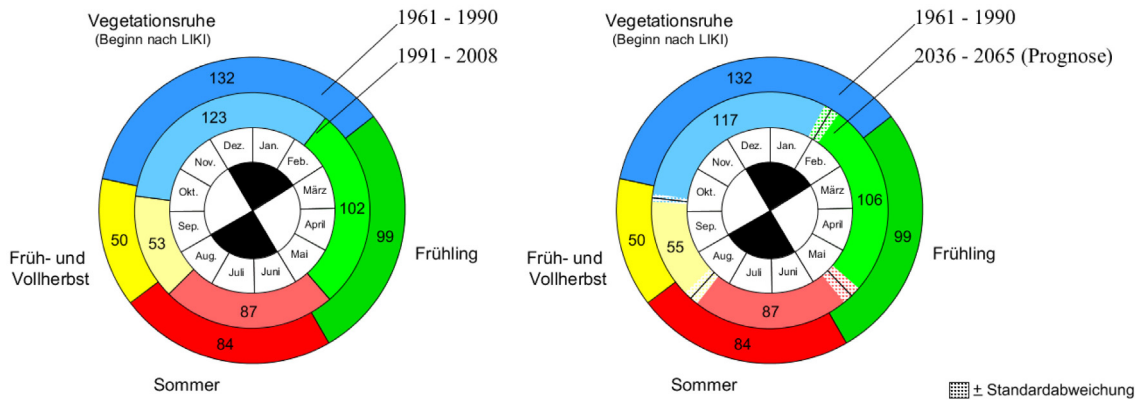 Vegetationsruhe
(Beginn nach LIKI)
1961 - 1990
1991 - 2008
132
123
Dez.
Jan.
Nov.
Feb.
Okt.
März
Sep.
April
Aug.
Mai
Juli
Juni
102
99
50
53
87
84
Früh- und
Vollherbst
Frühling
Sommer
Vegetationsruhe
(Beginn nach LIKI)
1961 - 1990
2036 - 2065 (Prognose)
132
117
Dez.
Jan.
Nov.
Feb.
Okt.
März
Sep.
April
Aug.
Mai
Juli
Juni
106
99
50
55
87
84
Früh- und
Vollherbst
Frühling
Sommer
± Standardabweichung